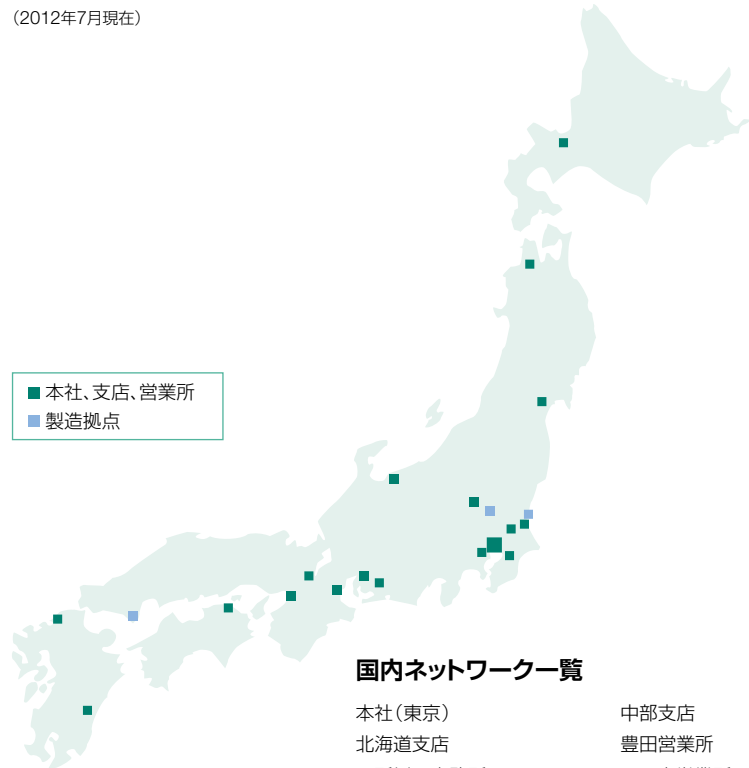 (2012年7月現在)
本社、支店、営業所
製造拠点
国内ネットワーク一覧
本社(東京)
北海道支店
中部支店
豊田営業所